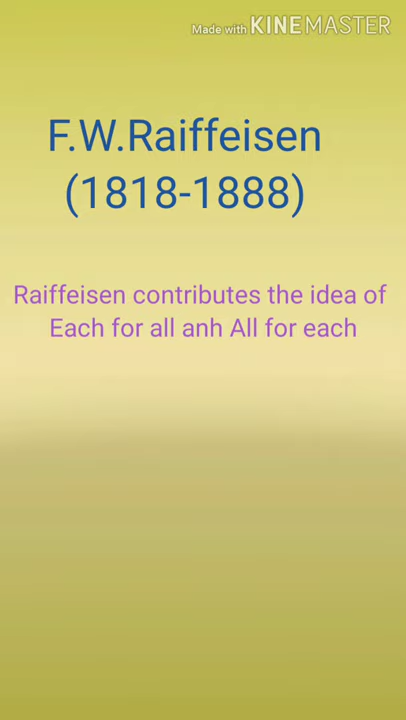 Made with KINEMASTER
F.W.Raiffeisen
(1818-1888)
Raiffeisen contributes the idea of
Each for all anh All for each